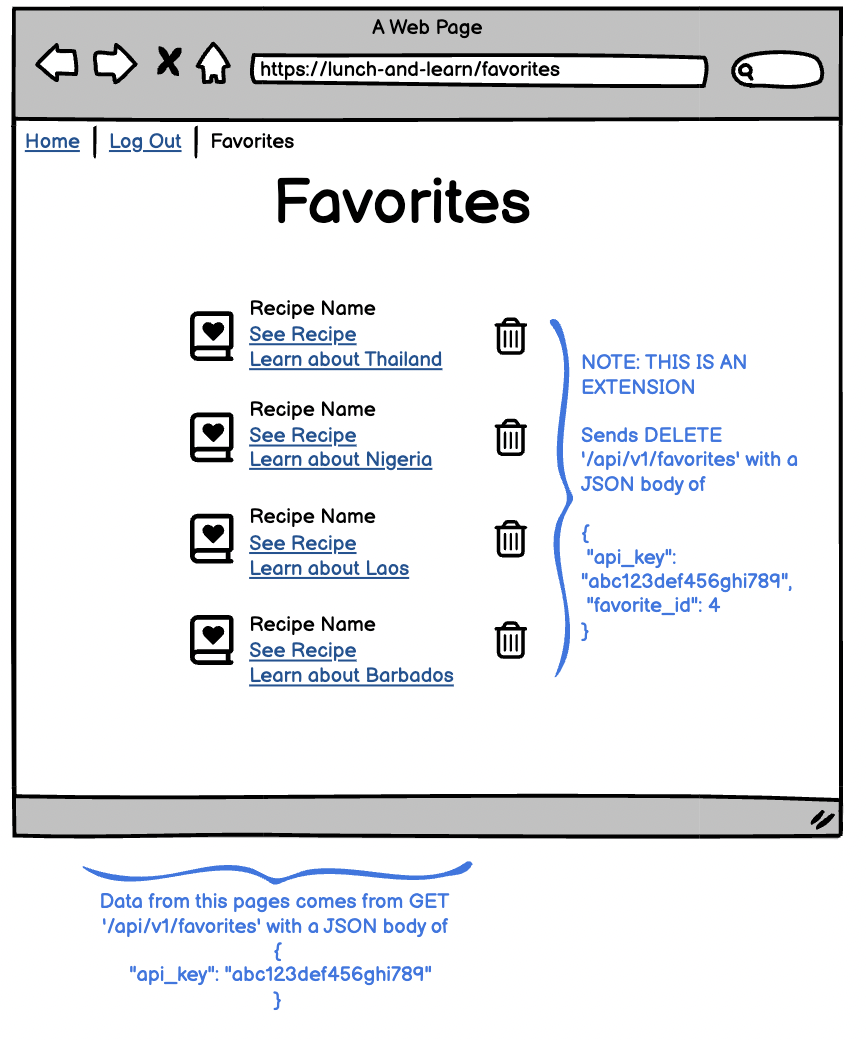 A Web Page
https://lunch-and-learn/favorites
Home | Log Out | Favorites
Favorites
Recipe Name
See Recipe
Learn about Thailand
Recipe Name
See Recipe
Learn about Nigeria
Recipe Name
See Recipe
Learn about Laos
Recipe Name
See Recipe
Learn about Barbados
NOTE: THIS IS AN
EXTENSION
Sends DELETE
'/api/v1/favorites' with a
JSON body of
{
"api_key":
"abc123def456ghi789",
"favorite_id": 4
}
Data from this pages comes from GET
'/api/v1/favorites' with a JSON body of
{
"api_key": "abc123def456ghi789"
}